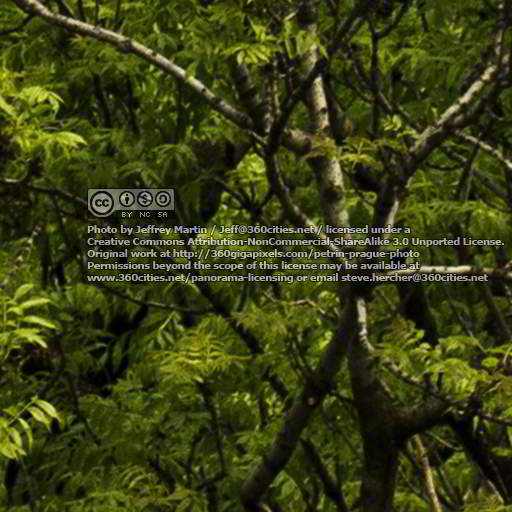 cc
BY NC SA
Photo by Jeffrey Martin / Jeff@360cities.net / licensed under a
Creative Commons Attribution-NonCommercial-ShareAlike 3.0 Unported License.
Original work at http://360gigapixels.com/petrin-prague-photo
Permissions beyond the scope of this license may be available at
www.360cities.net/panorama-licensing or email steve.hercher@360cities.net